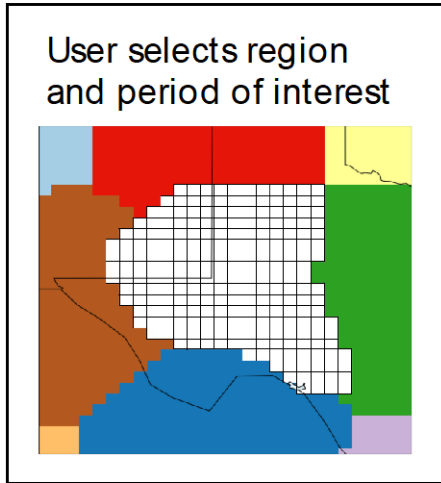 User selects region
and period of interest